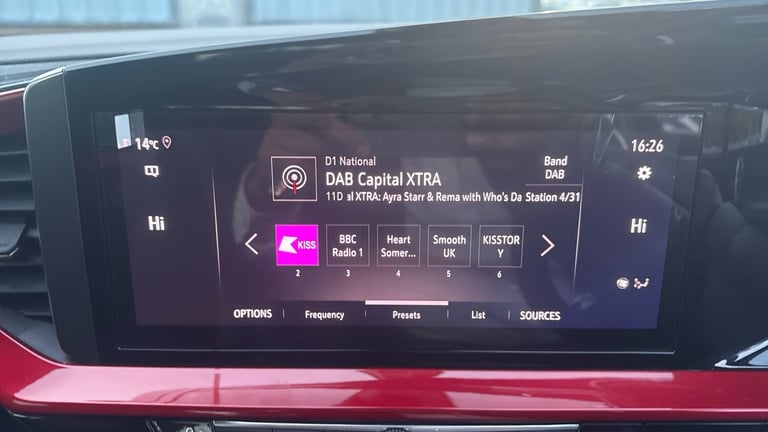 14°C
16:26
D1 National
DAB Capital XTRA
11D al XTRA: Ayra Starr & Rema with Who's Da
Band
DAB
Station 4/31
Hi
Hi
KISS
BBC
Radio 1
Heart
Somer...
Smooth
UK
KISSTOR
Y
2
3
4
5
6
OPTIONS
Frequency
Presets
List
SOURCES